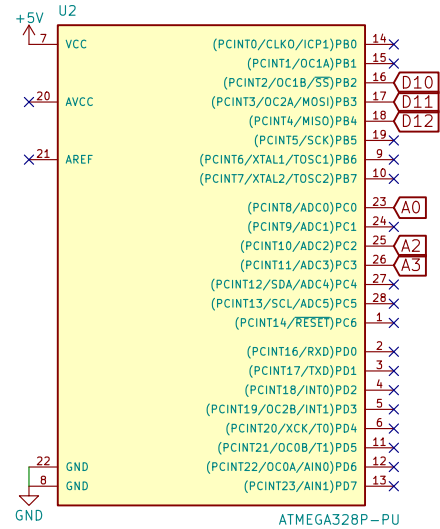 +5V
U2
7 VCC
(PCINT0/CLKO/ICP1)PB0 14
(PCINT1/OC1A)PB1 15
(PCINT2/OC1B/SS)PB2 16 D10
20 AVCC
(PCINT3/OC2A/MOSI)PB3 17 D11
(PCINT4/MISO)PB4 18 D12
(PCINT5/SCK)PB5 19
21 AREF
(PCINT6/XTAL1/TOSC1)PB6 9
(PCINT7/XTAL2/TOSC2)PB7 10
(PCINT8/ADC0)PC0 23 A0
(PCINT9/ADC1)PC1 24
(PCINT10/ADC2)PC2 25 A2
(PCINT11/ADC3)PC3 26 A3
(PCINT12/SDA/ADC4)PC4 27
(PCINT13/SCL/ADC5)PC5 28
(PCINT14/RESET)PC6 1
(PCINT16/RXD)PD0 2
(PCINT17/TXD)PD1 3
(PCINT18/INT0)PD2 4
(PCINT19/OC2B/INT1)PD3 5
(PCINT20/XCK/T0)PD4 6
(PCINT21/OC0B/T1)PD5 11
22 GND
(PCINT22/OC0A/AIN0)PD6 12
8 GND
(PCINT23/AIN1)PD7 13
GND
ATMEGA328P-PU